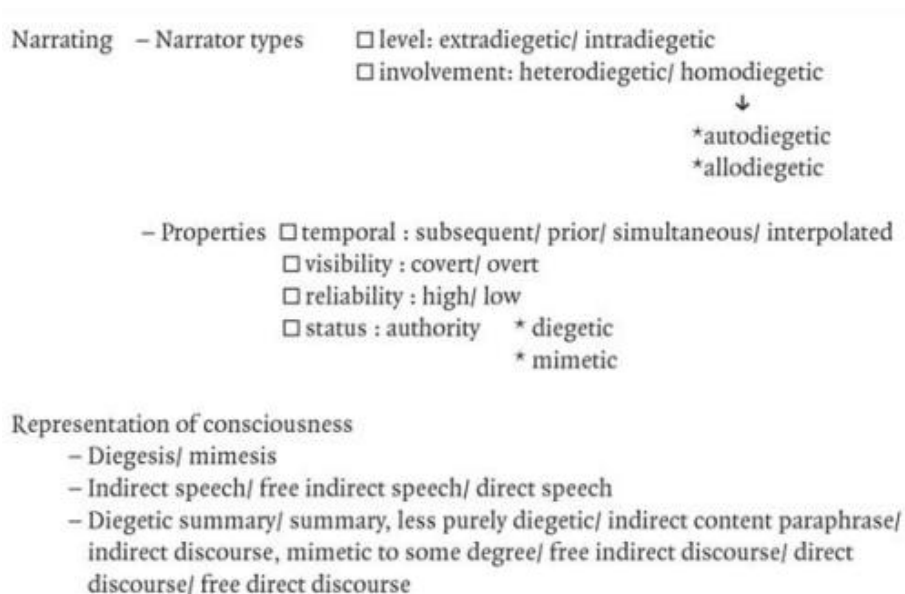 Narrating – Narrator types □ level: extradiegetic/ intradiegetic
□ involvement: heterodiegetic/ homodiegetic
↓
*autodiegetic
*allodiegetic
– Properties □ temporal : subsequent/ prior/ simultaneous/ interpolated
□ visibility : covert/ overt
□ reliability : high/ low
□ status : authority * diegetic
* mimetic
Representation of consciousness
– Diegesis/ mimesis
– Indirect speech/ free indirect speech/ direct speech
– Diegetic summary/ summary, less purely diegetic/ indirect content paraphrase/
indirect discourse, mimetic to some degree/ free indirect discourse/ direct
discourse/ free direct discourse